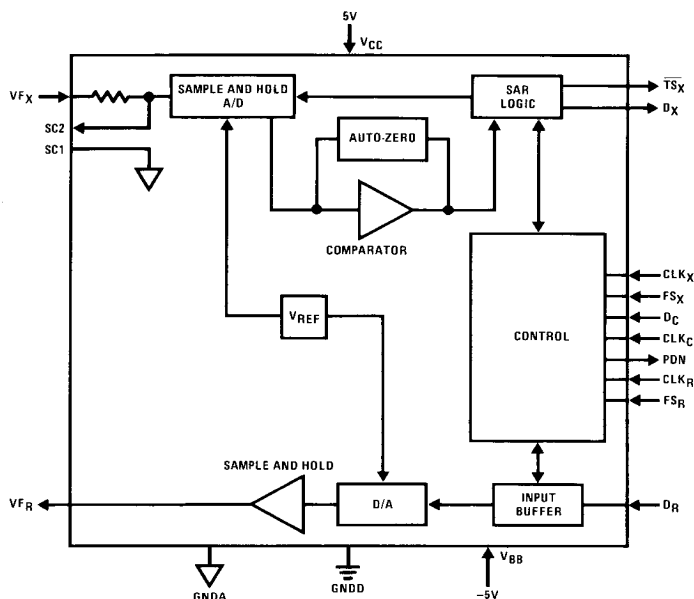 5V
VCC
VFX
SAMPLE AND HOLD
A/D
SAR
LOGIC
TSX
DX
SC2
SC1
AUTO-ZERO
COMPARATOR
CLKX
FSX
DC
CLKC
PDN
CLKR
FSR
CONTROL
VREF
SAMPLE AND HOLD
VFR
D/A
INPUT
BUFFER
DR
GNDA
GNDD
VBB
−5V